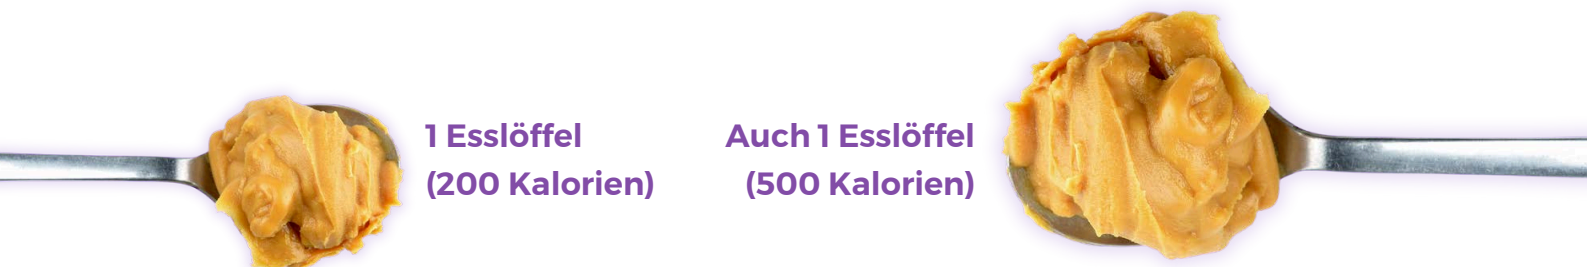 1 Esslöffel
(200 Kalorien)
Auch 1 Esslöffel
(500 Kalorien)